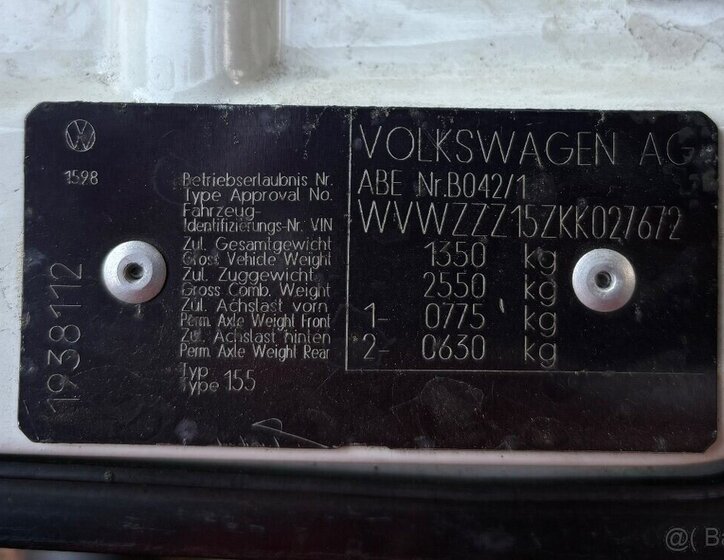 VOLKSWAGEN AG
1598
ABE Nr.B042/1
WVWZZZ15ZKK027672
Betriebserlaubnis Nr.
Type Approval No.
Fahrzeug-
Identifizierungs-Nr. VIN
Zul. Gesamtgewicht
Gross Vehicle Weight
1350 kg
Zul. Zuggewicht
Gross Comb. Weight
2550 kg
Zul. Achslast vorn
Perm. Axle Weight Front
1- 0775 kg
Zul. Achslast hinten
Perm. Axle Weight Rear
2- 0630 kg
Typ
Type 155
1938112
@( B